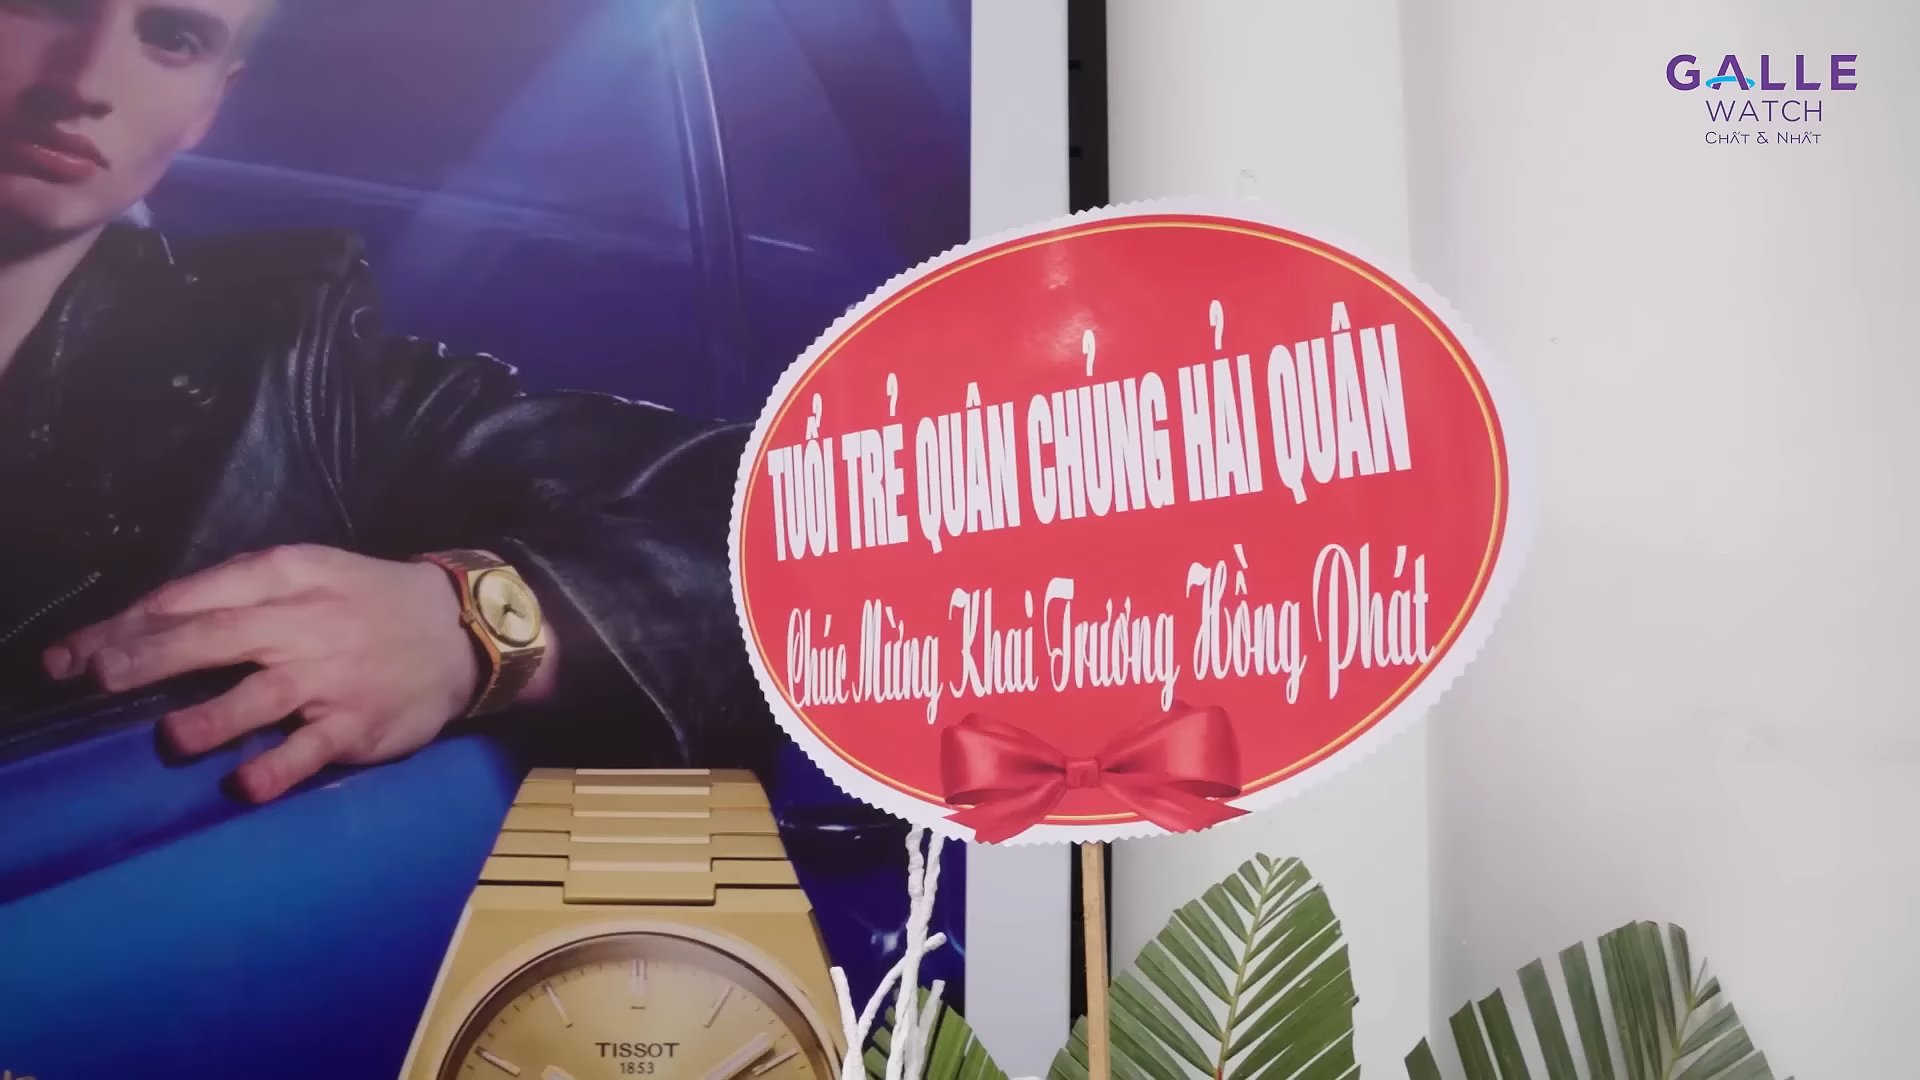 GALLE
WATCH
CHẤT & NHẤT
TUỔI TRẺ QUÂN CHỦNG HẢI QUÂN
Chúc Mừng Khai Trương Hồng Phát
TISSOT
1853